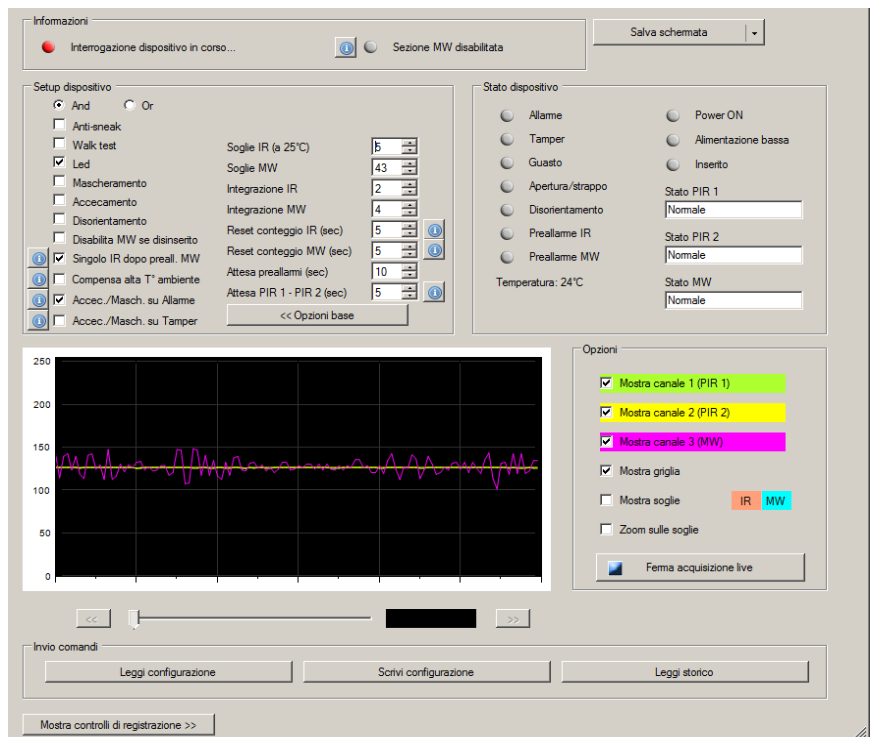 Informazioni
Interrogazione dispositivo in corso...
Sezione MW disabilitata
Salva schermata
Setup dispositivo
And
Or
Anti-sneak
Walk test
Led
Mascheramento
Accecamento
Disorientamento
Disabilita MW se disinserito
Singolo IR dopo preall. MW
Compensa alta T° ambiente
Accec./Masch. su Allarme
Accec./Masch. su Tamper
Soglie IR (a 25°C) 5
Soglie MW 43
Integrazione IR 2
Integrazione MW 4
Reset conteggio IR (sec) 5
Reset conteggio MW (sec) 5
Attesa preallarmi (sec) 10
Attesa PIR 1 - PIR 2 (sec) 5
<< Opzioni base
Stato dispositivo
Allarme
Tamper
Guasto
Apertura/strappo
Disorientamento
Preallarme IR
Preallarme MW
Temperatura: 24°C
Power ON
Alimentazione bassa
Inserito
Stato PIR 1
Normale
Stato PIR 2
Normale
Stato MW
Normale
250
200
150
100
50
0
Opzioni
Mostra canale 1 (PIR 1)
Mostra canale 2 (PIR 2)
Mostra canale 3 (MW)
Mostra griglia
Mostra soglie IR MW
Zoom sulle soglie
Ferma acquisizione live
<<
>>
Invio comandi
Leggi configurazione
Scrivi configurazione
Leggi storico
Mostra controlli di registrazione >>